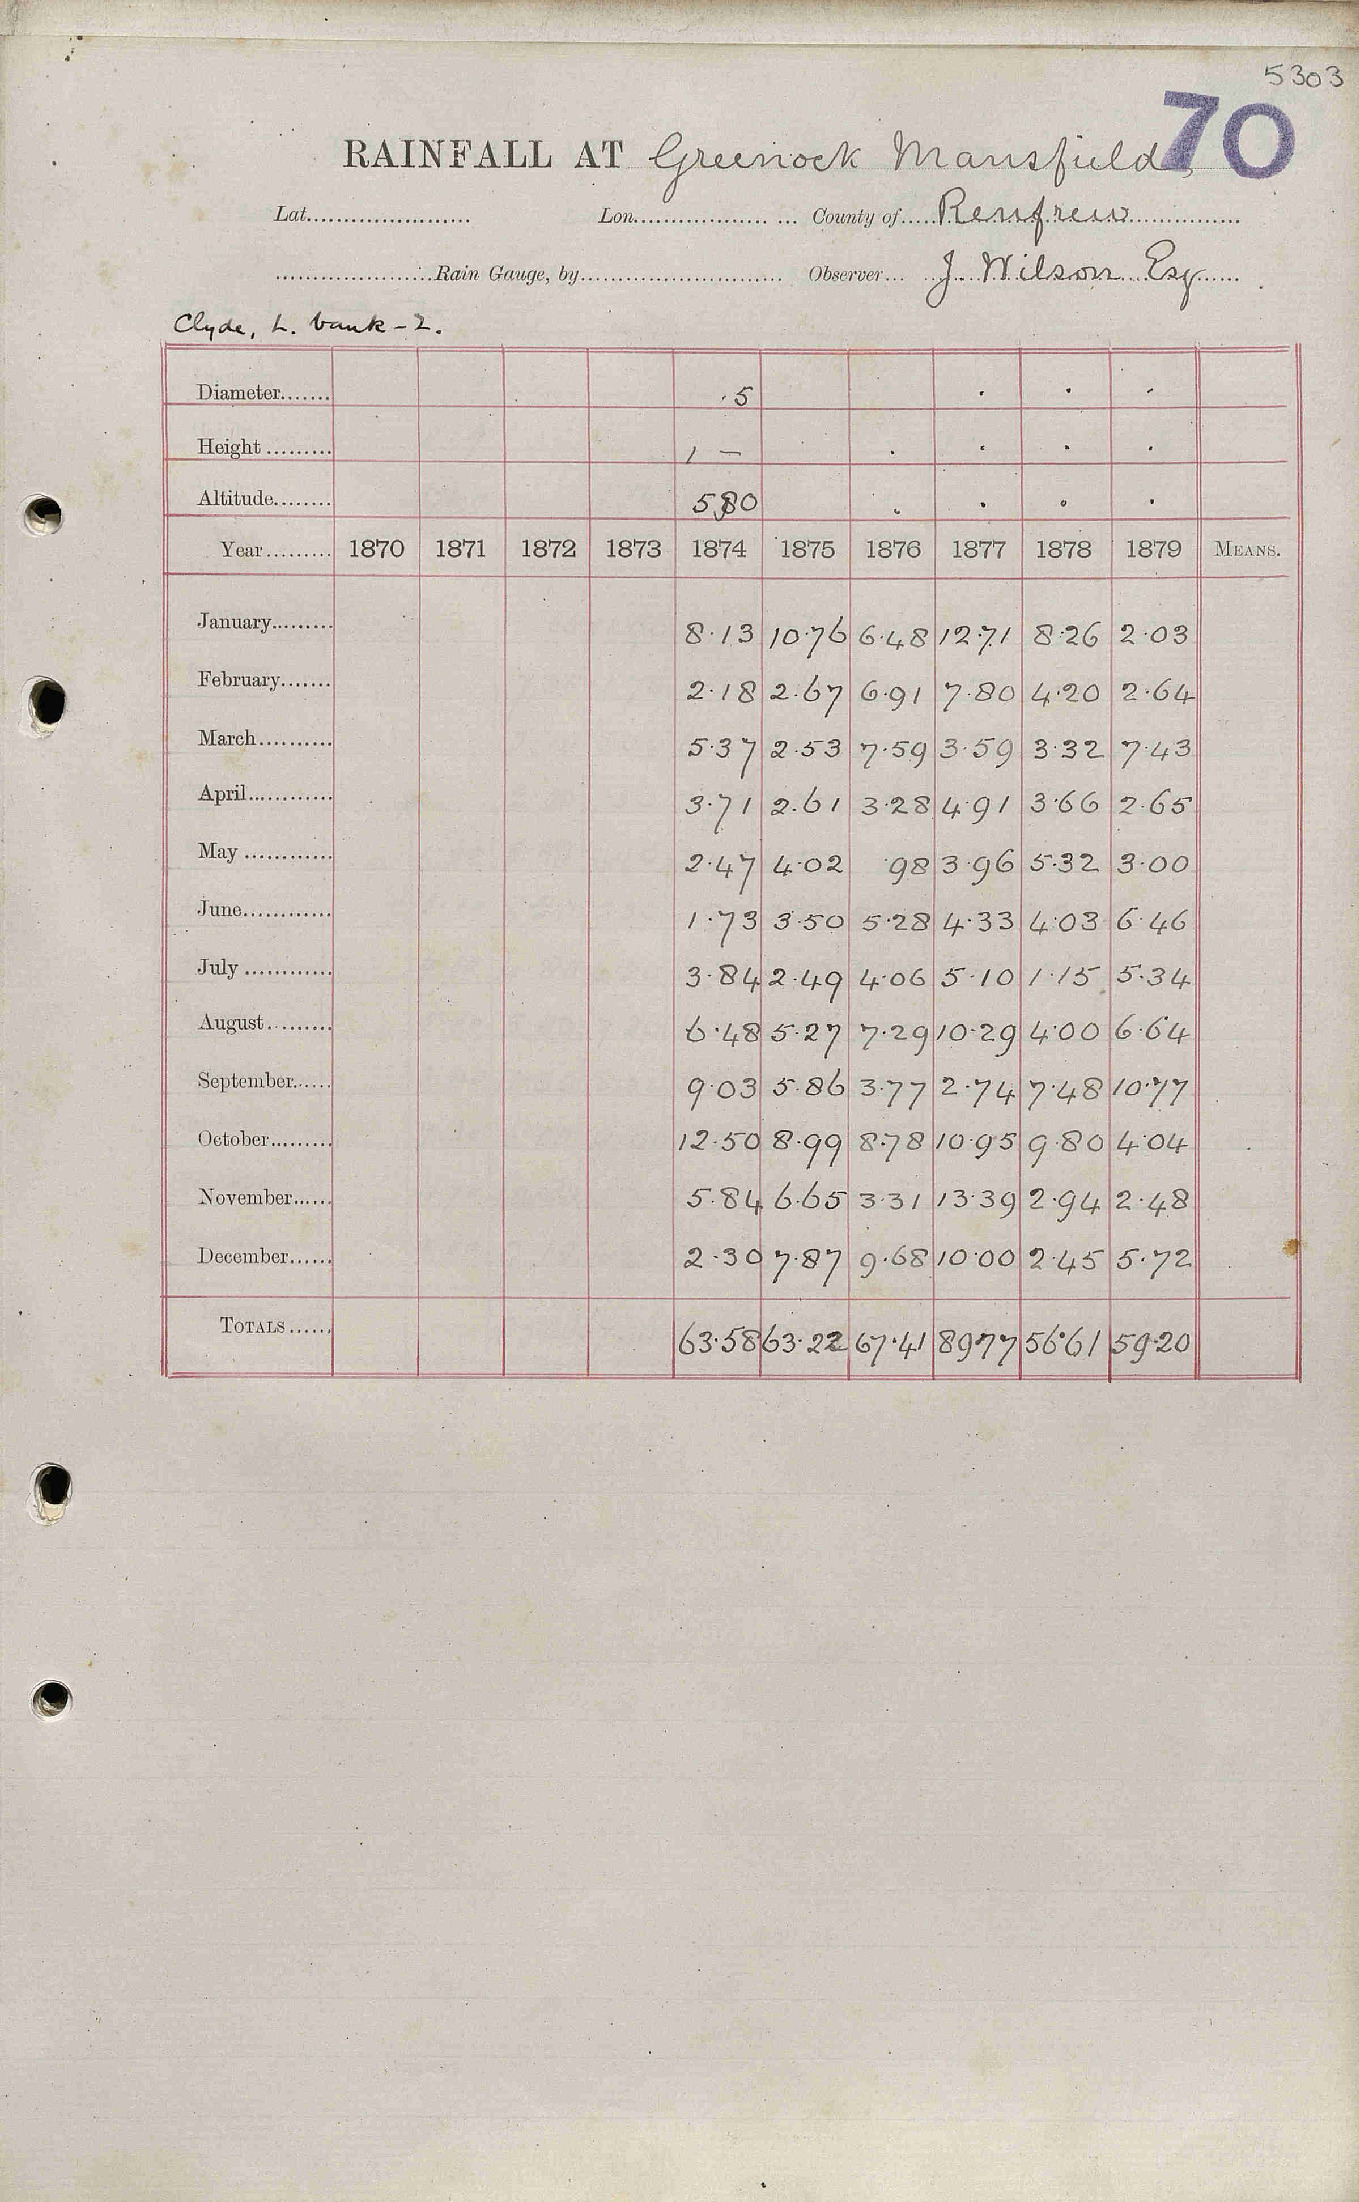 5303
70
RAINFALL AT Greenock Mansfield,
Lat. Lon. County of Renfrew
Rain Gauge, by Observer J. Wilson Esq
Clyde, L. bank - 2.
Diameter 5
Height 1 —
Altitude 580
Year 1870 1871 1872 1873 1874 1875 1876 1877 1878 1879 MEANS.
January 8.13 10.76 6.48 12.71 8.26 2.03
February 2.18 2.67 6.91 7.80 4.20 2.64
March 5.37 2.53 7.59 3.59 3.32 7.43
April 3.71 2.61 3.28 4.91 3.66 2.65
May 2.47 4.02 .98 3.96 5.32 3.00
June 1.73 3.50 5.28 4.33 4.03 6.46
July 3.84 2.49 4.06 5.10 1.15 5.34
August 6.48 5.27 7.29 10.29 4.00 6.64
September 9.03 5.86 3.77 2.74 7.48 10.77
October 12.50 8.99 8.78 10.95 9.80 4.04
November 5.84 6.65 3.31 13.39 2.94 2.48
December 2.30 7.87 9.68 10.00 2.45 5.72
TOTALS 63.58 63.22 67.41 89.77 56.61 59.20